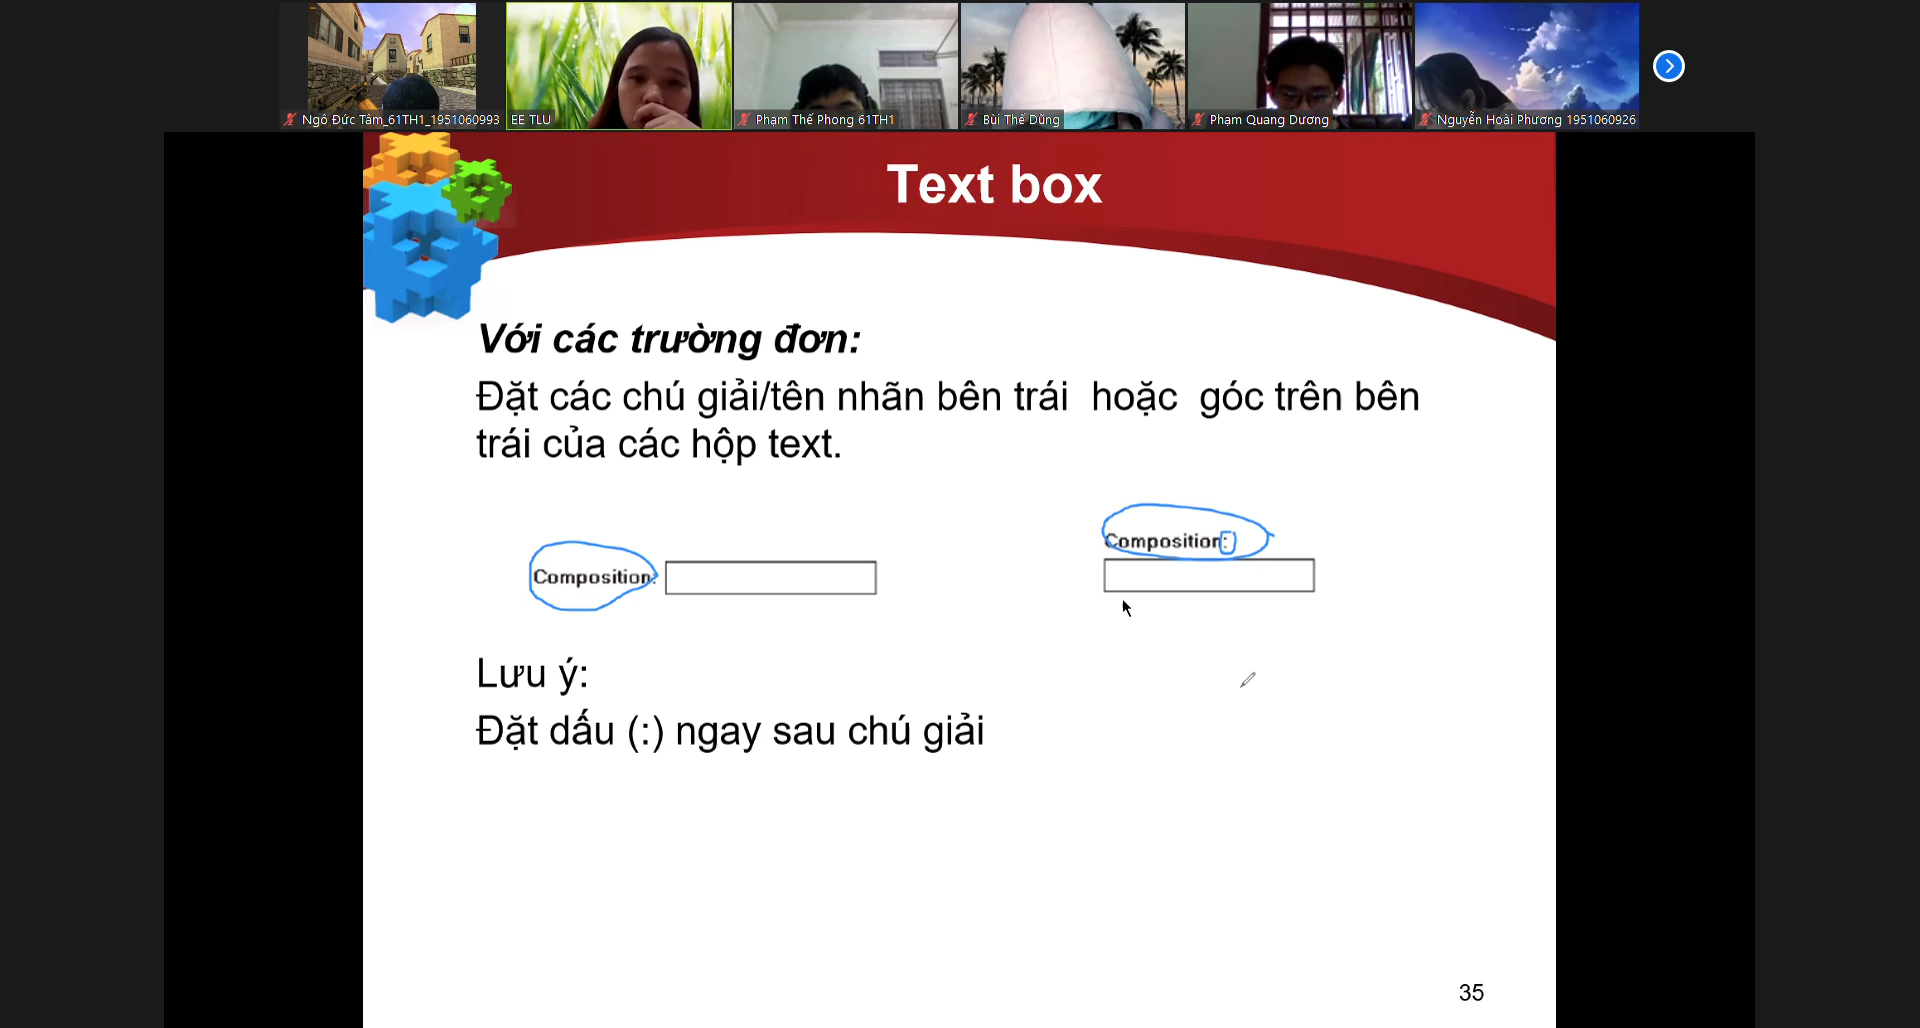 Ngô Đức Tâm_61TH1_1951060993
EE TLU
Phạm Thế Phong 61TH1
Bùi Thế Dũng
Phạm Quang Dương
Nguyễn Hoài Phương 1951060926
Text box
Với các trường đơn:
Đặt các chú giải/tên nhãn bên trái hoặc góc trên bên
trái của các hộp text.
Composition:
Composition:
Lưu ý:
Đặt dấu (:) ngay sau chú giải
35